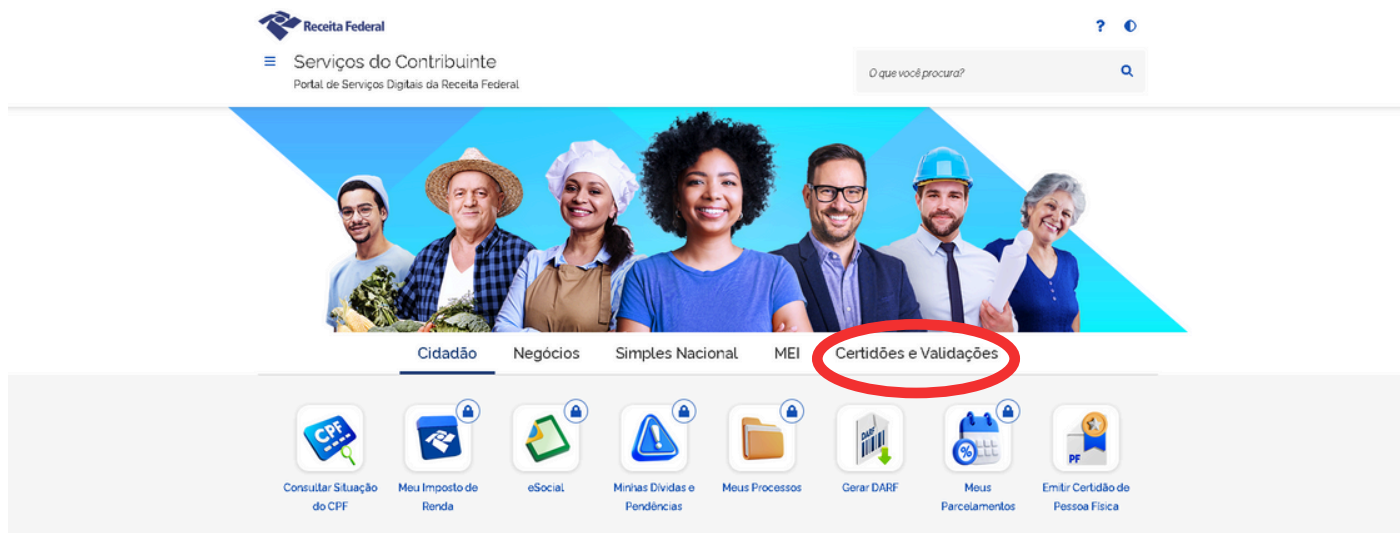 Receita Federal
?
Serviços do Contribuinte
Portal de Serviços Digitais da Receita Federal
O que você procura?
Cidadão
Negócios
Simples Nacional
MEI
Certidões e Validações
CPF
Consultar Situação
do CPF
Meu Imposto de
Renda
eSocial
Minhas Dívidas e
Pendências
Meus Processos
DARF
Gerar DARF
%
Meus
Parcelamentos
PF
Emitir Certidão de
Pessoa Física